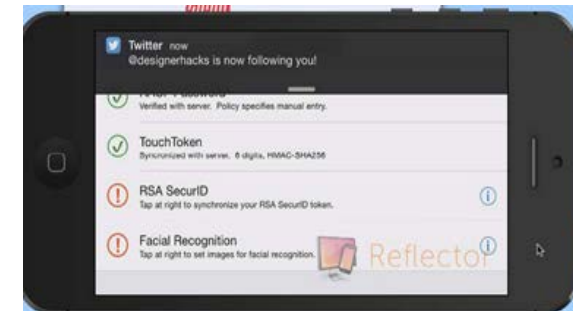 Twitter now
@designerhacks is now following you!
Verified with server. Policy specifies manual entry.
TouchToken
Syncronized with server. 6 digits, HMAC-SHA256
RSA SecurID
Tap at right to synchronize your RSA SecurID token.
Facial Recognition
Tap at right to set images for facial recognition.
Reflector